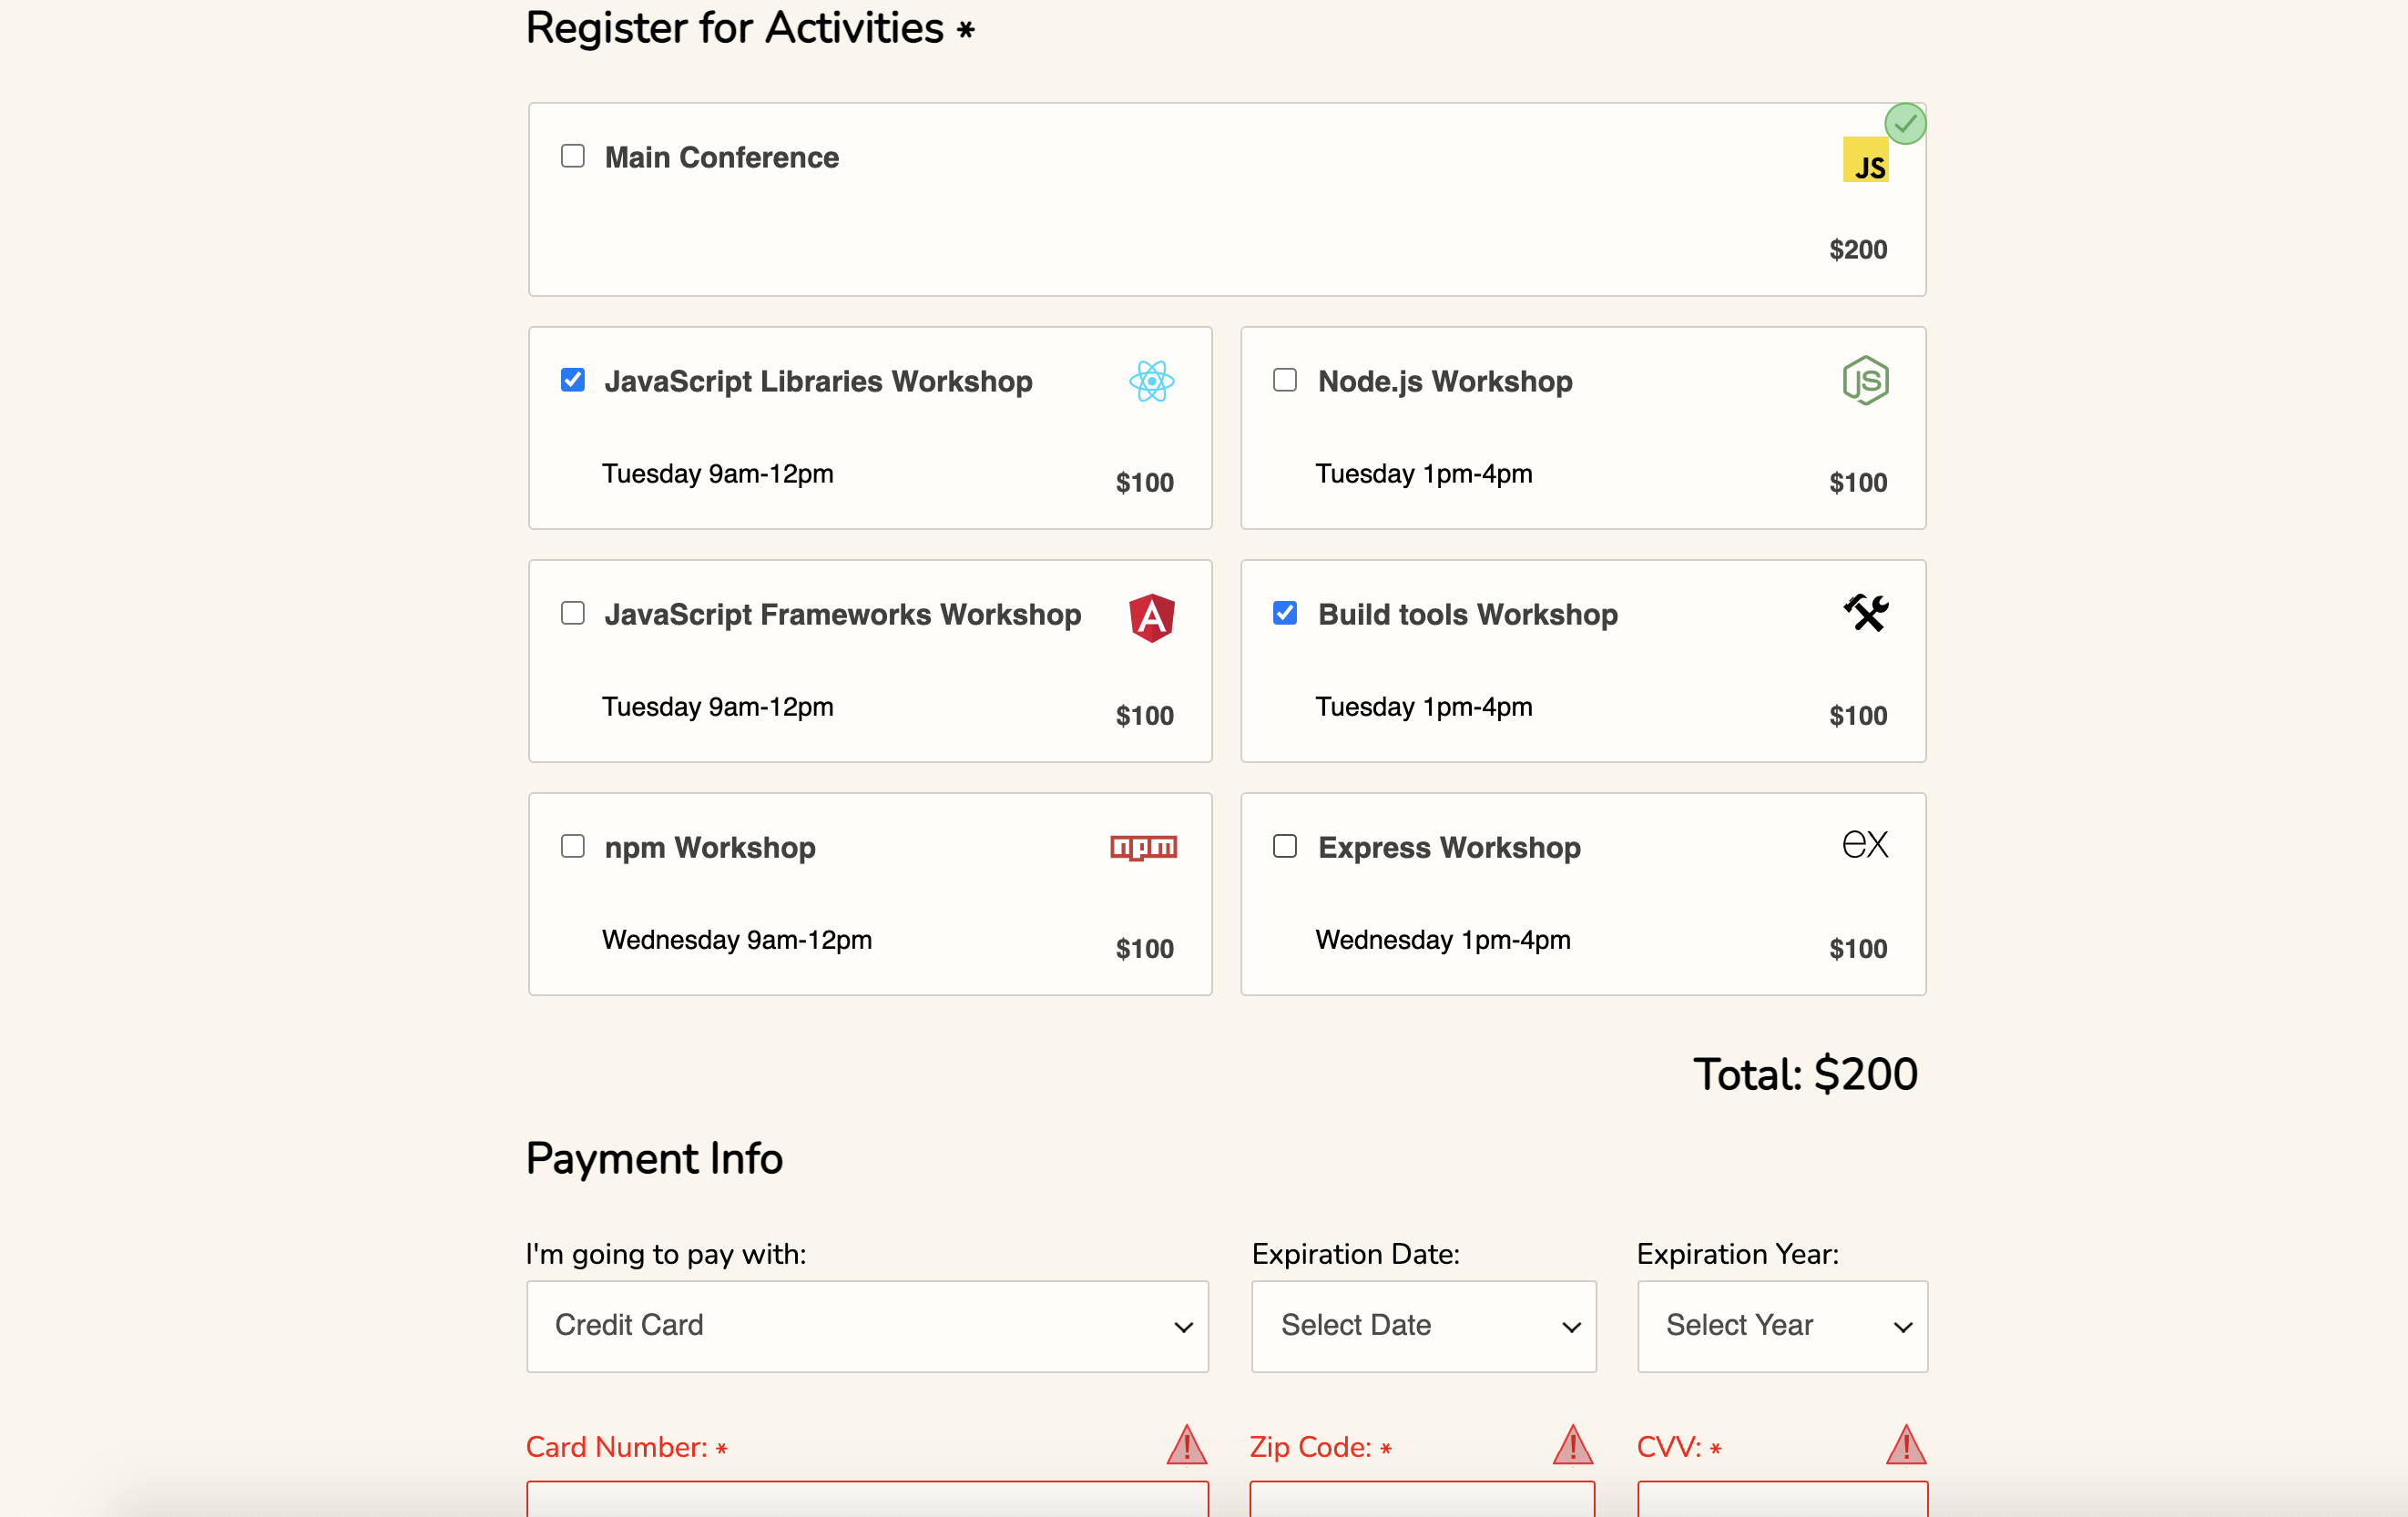 Register for Activities *
Main Conference
JS
$200
JavaScript Libraries Workshop
Tuesday 9am-12pm
$100
Node.js Workshop
JS
Tuesday 1pm-4pm
$100
JavaScript Frameworks Workshop
A
Tuesday 9am-12pm
$100
Build tools Workshop
Tuesday 1pm-4pm
$100
npm Workshop
npm
Wednesday 9am-12pm
$100
Express Workshop
ex
Wednesday 1pm-4pm
$100
Total: $200
Payment Info
I'm going to pay with:
Credit Card
Expiration Date:
Select Date
Expiration Year:
Select Year
Card Number: *
Zip Code: *
CVV: *